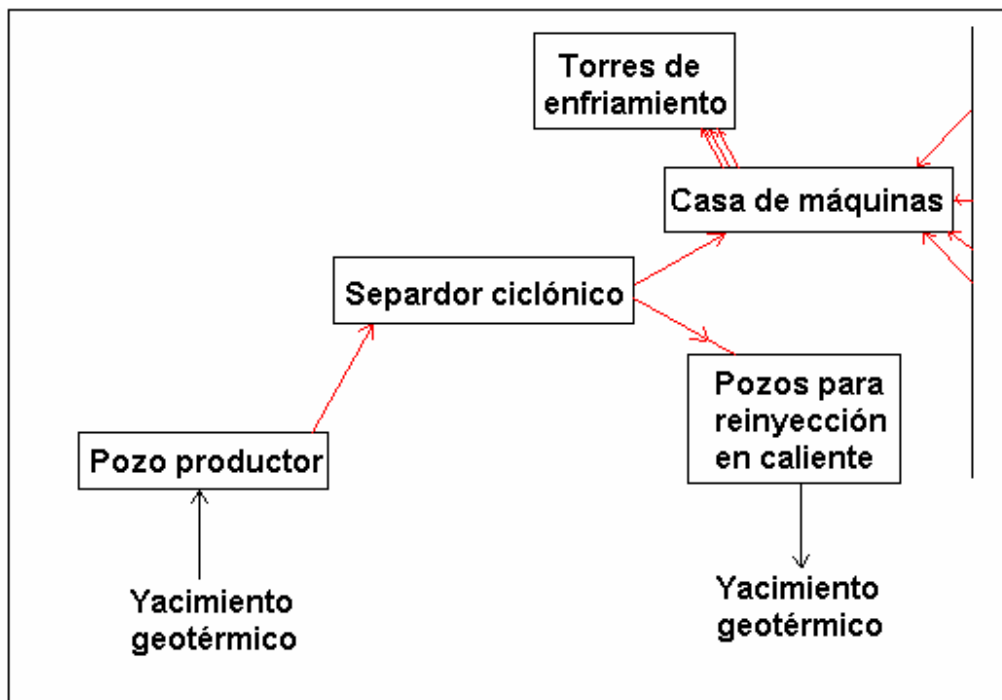 Torres de
enfriamiento
Casa de máquinas
Separdor ciclónico
Pozos para
reinyección
en caliente
Pozo productor
Yacimiento
geotérmico
Yacimiento
geotérmico